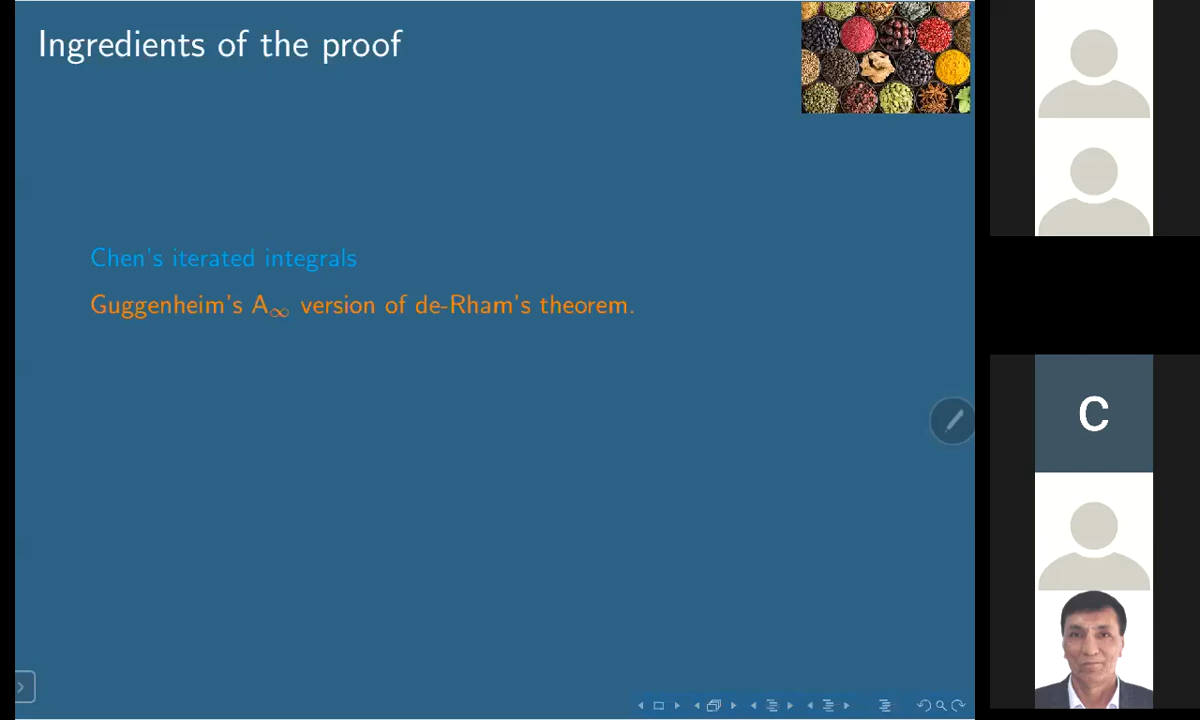 Ingredients of the proof
Chen's iterated integrals
Guggenheim's A∞ version of de-Rham's theorem.
C